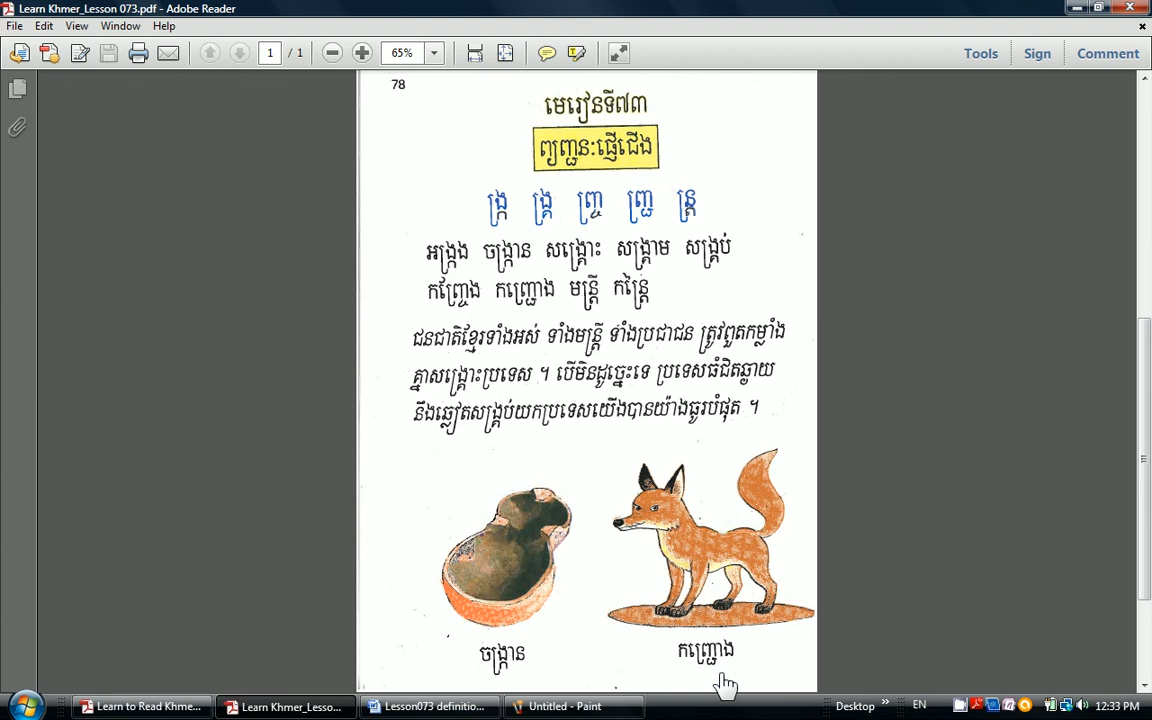 Learn Khmer_Lesson 073.pdf - Adobe Reader
File Edit View Window Help
1 / 1 65% Tools Sign Comment
78
មេរៀនទី៧៣
ព្យញ្ជនៈផ្ញើជើង
ង្ក្រ ង្គ្រ ញ្ច្រ ញ្ជ្រ ន្ត្រ
អង្ក្រង ចង្ក្រាន សង្គ្រោះ សង្គ្រាម សង្គ្រប់
កញ្ច្រែង កញ្ជ្រោង មន្ត្រី កន្ត្រៃ
ជនជាតិខ្មែរទាំងអស់ ទាំងមន្ត្រី ទាំងប្រជាជន ត្រូវពួតកម្លាំង
គ្នាសង្គ្រោះប្រទេស ។ បើមិនដូច្នេះទេ ប្រទេសធំជិតឆ្ងាយ
នឹងឆ្លៀតសង្គ្រប់យកប្រទេសយើងបានយ៉ាងធូរបំផុត ។
ចង្ក្រាន កញ្ជ្រោង
Learn to Read Khme... Learn Khmer_Lesso... Lesson073 definitio... Untitled - Paint Desktop » EN 12:33 PM